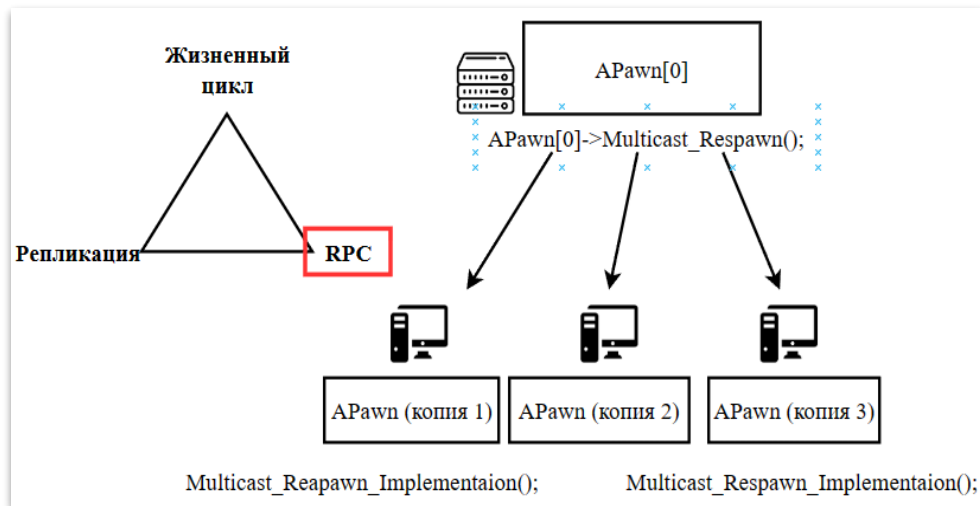 Жизненный
цикл
Репликация
RPC
APawn[0]
APawn[0]->Multicast_Respawn();
APawn (копия 1)
APawn (копия 2)
APawn (копия 3)
Multicast_Reapawn_Implementaion();
Multicast_Respawn_Implementaion();